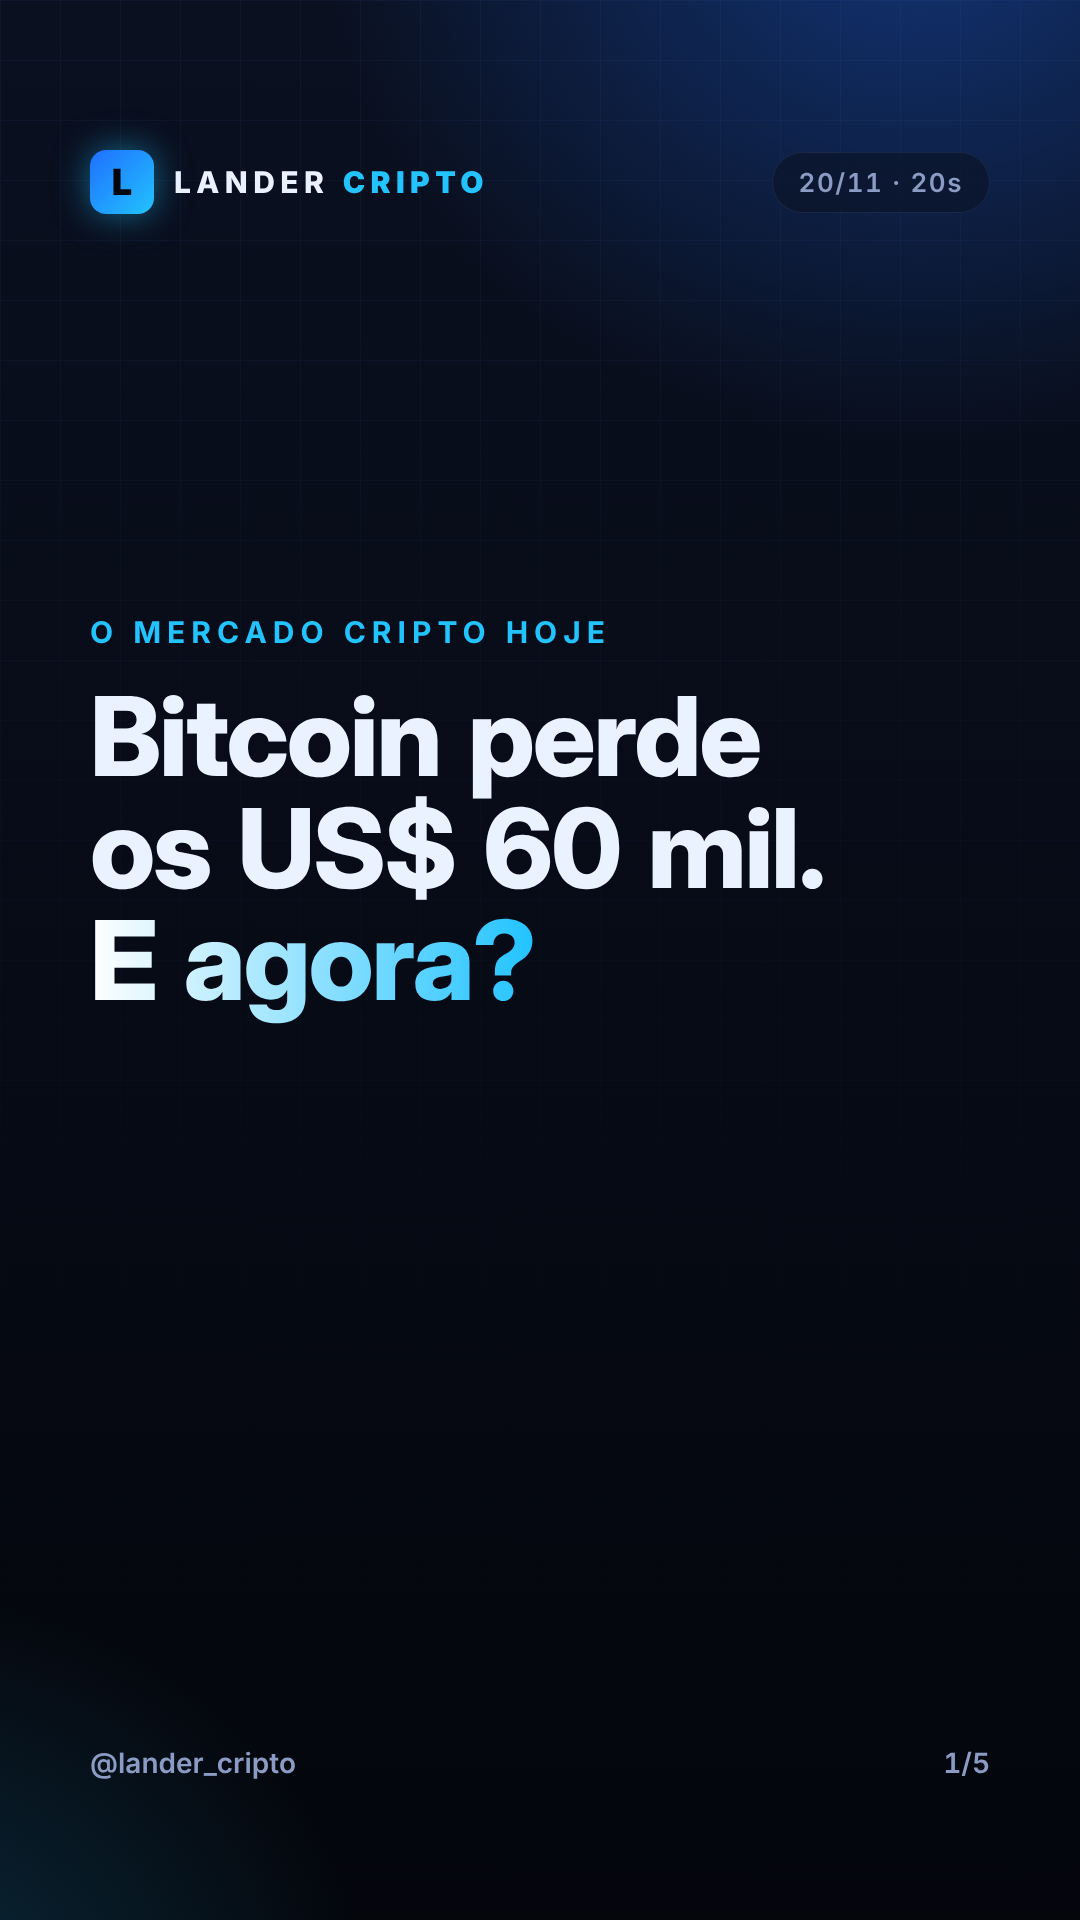 L
LANDER CRIPTO
20/11 · 20s
O MERCADO CRIPTO HOJE
Bitcoin perde
os US$ 60 mil.
E agora?
@lander_cripto
1/5